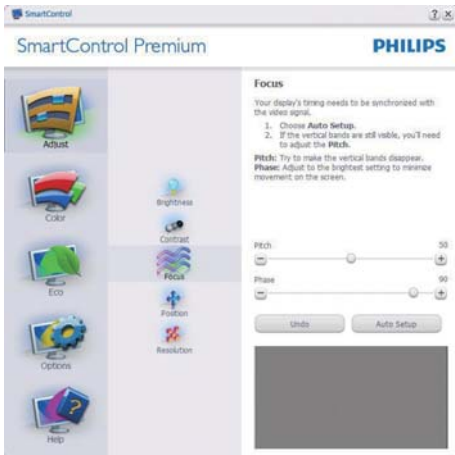 SmartControl
SmartControl Premium
PHILIPS
Adjust
Color
Eco
Options
Help
Brightness
Contrast
Focus
Position
Resolution
Focus
Your display's timing needs to be synchronized with
the video signal.
1. Choose Auto Setup.
2. If the vertical bands are still visible, you'll need
to adjust the Pitch.
Pitch: Try to make the vertical bands disappear.
Phase: Adjust to the brightest setting to minimize
movement on the screen.
Pitch 50
Phase 90
Undo Auto Setup